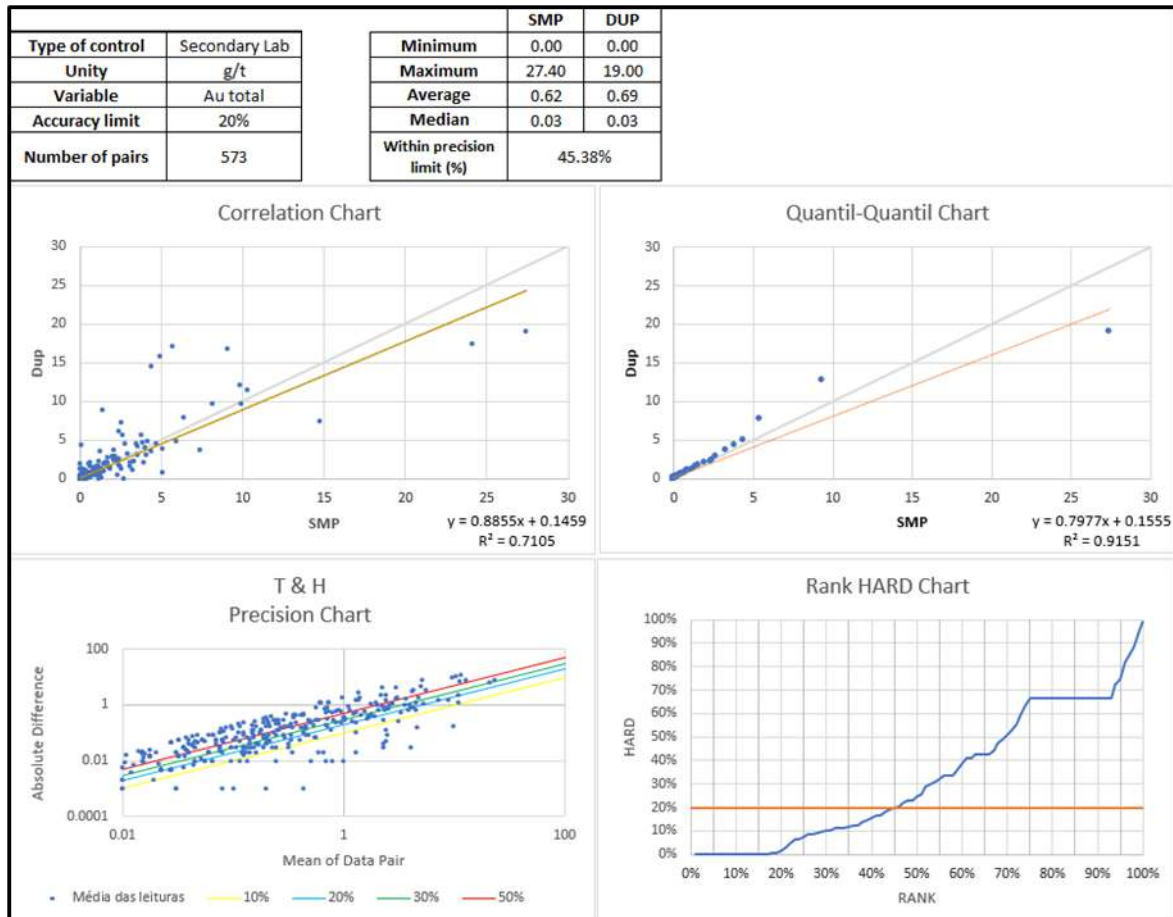 SMP DUP
Type of control Secondary Lab Minimum 0.00 0.00
Unity g/t Maximum 27.40 19.00
Variable Au total Average 0.62 0.69
Accuracy limit 20% Median 0.03 0.03
Number of pairs 573 Within precision limit (%) 45.38%
Correlation Chart
30
25
20
15
10
5
0
Dup
0 5 10 15 20 25 30
SMP
y = 0.8855x + 0.1459
R² = 0.7105
Quantil-Quantil Chart
30
25
20
15
10
5
0
Dup
0 5 10 15 20 25 30
SMP
y = 0.7977x + 0.1555
R² = 0.9151
T & H
Precision Chart
100
1
0.01
0.0001
Absolute Difference
0.01 1 100
Mean of Data Pair
Média das leituras 10% 20% 30% 50%
Rank HARD Chart
100%
90%
80%
70%
60%
50%
40%
30%
20%
10%
0%
HARD
0% 10% 20% 30% 40% 50% 60% 70% 80% 90% 100%
RANK